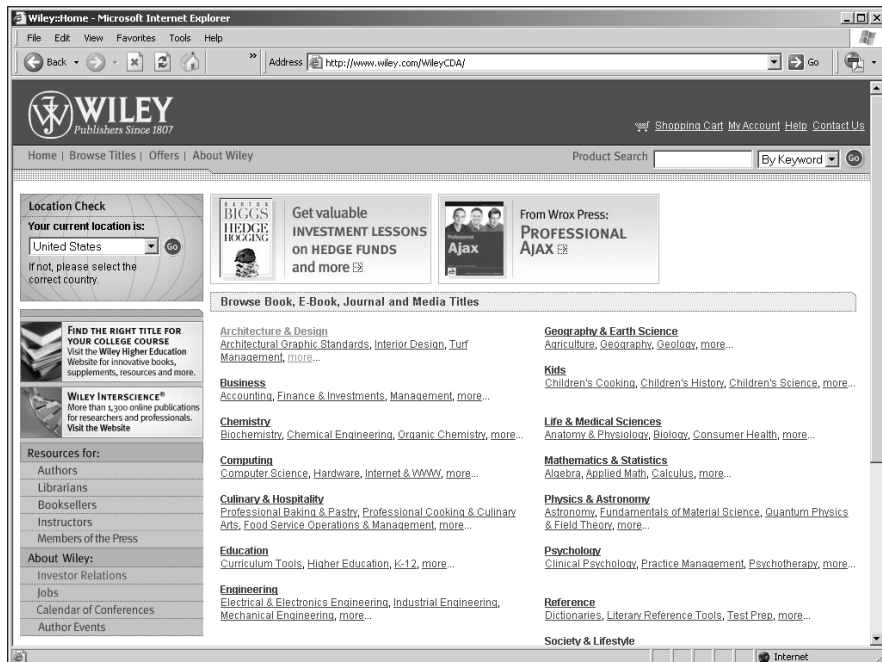 Wiley::Home - Microsoft Internet Explorer
File Edit View Favorites Tools Help
Back » Address http://www.wiley.com/WileyCDA/ Go
WILEY
Publishers Since 1807
Shopping Cart My Account Help Contact Us
Home | Browse Titles | Offers | About Wiley
Product Search By Keyword Go
Location Check
Your current location is:
United States Go
If not, please select the
correct country.
FIND THE RIGHT TITLE FOR
YOUR COLLEGE COURSE
Visit the Wiley Higher Education
Website for innovative books,
supplements, resources and more.
WILEY INTERSCIENCE®
More than 1,300 online publications
for researchers and professionals.
Visit the Website
Resources for:
Authors
Librarians
Booksellers
Instructors
Members of the Press
About Wiley:
Investor Relations
Jobs
Calendar of Conferences
Author Events
BARTON
BIGGS
HEDGE
HOGGING
Get valuable
INVESTMENT LESSONS
on HEDGE FUNDS
and more
Professional
Ajax
From Wrox Press:
PROFESSIONAL
AJAX
Browse Book, E-Book, Journal and Media Titles
Architecture & Design
Architectural Graphic Standards, Interior Design, Turf
Management, more...
Business
Accounting, Finance & Investments, Management, more...
Chemistry
Biochemistry, Chemical Engineering, Organic Chemistry, more...
Computing
Computer Science, Hardware, Internet & WWW, more...
Culinary & Hospitality
Professional Baking & Pastry, Professional Cooking & Culinary
Arts, Food Service Operations & Management, more...
Education
Curriculum Tools, Higher Education, K-12, more...
Engineering
Electrical & Electronics Engineering, Industrial Engineering,
Mechanical Engineering, more...
Geography & Earth Science
Agriculture, Geography, Geology, more...
Kids
Children's Cooking, Children's History, Children's Science, more...
Life & Medical Sciences
Anatomy & Physiology, Biology, Consumer Health, more...
Mathematics & Statistics
Algebra, Applied Math, Calculus, more...
Physics & Astronomy
Astronomy, Fundamentals of Material Science, Quantum Physics
& Field Theory, more...
Psychology
Clinical Psychology, Practice Management, Psychotherapy, more...
Reference
Dictionaries, Literary Reference Tools, Test Prep, more...
Society & Lifestyle
Internet